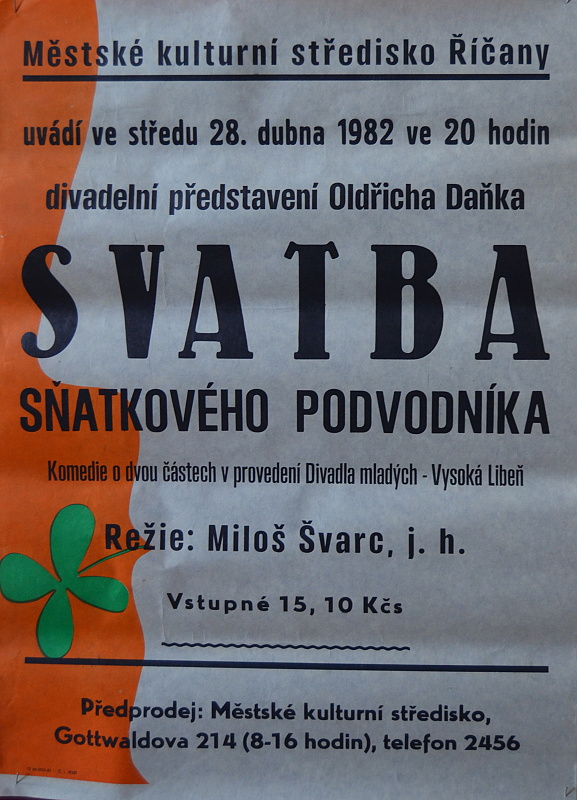 Městské kulturní středisko Říčany
uvádí ve středu 28. dubna 1982 ve 20 hodin
divadelní představení Oldřicha Daňka
SVATBA
SŇATKOVÉHO PODVODNÍKA
Komedie o dvou částech v provedení Divadla mladých - Vysoká Libeň
Režie: Miloš Švarc, j. h.
Vstupné 15, 10 Kčs
Předprodej: Městské kulturní středisko,
Gottwaldova 214 (8-16 hodin), telefon 2456